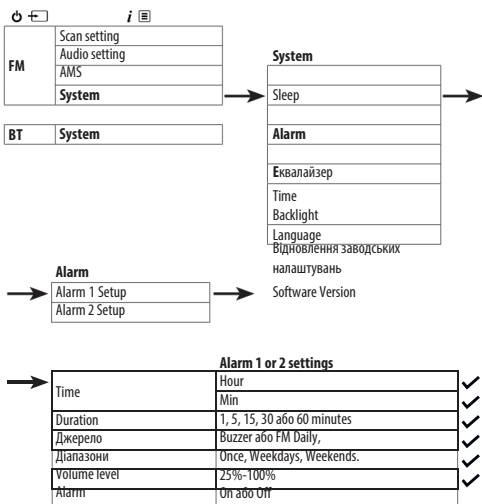 i
Scan setting
Audio setting
FM
AMS
System
BT System
System
Sleep
Alarm
Еквалайзер
Time
Backlight
Language
Відновлення заводських
налаштувань
Software Version
Alarm
Alarm 1 Setup
Alarm 2 Setup
Alarm 1 or 2 settings
Time
Hour
Min
Duration 1, 5, 15, 30 або 60 minutes
Джерело Buzzer або FM Daily,
Діапазони Once, Weekdays, Weekends.
Volume level 25%-100%
Alarm On або Off